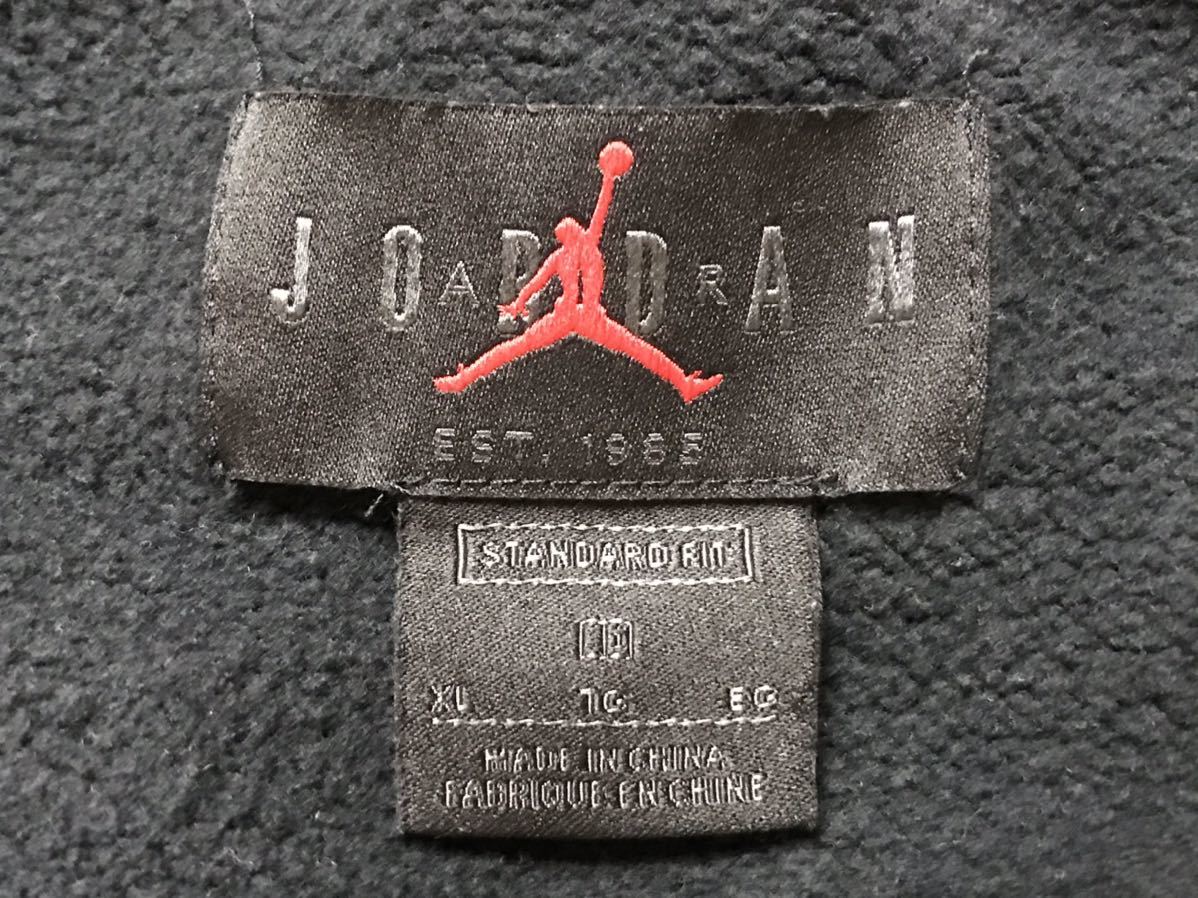 JORDAN
AIR
EST. 1985
STANDARD FIT
XL TG EG
MADE IN CHINA
FABRIQUE EN CHINE